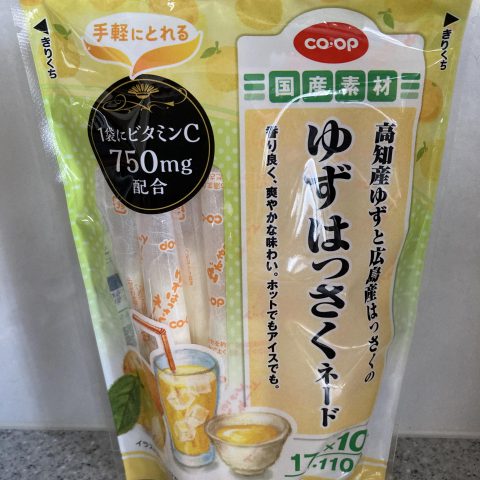 きりくち
手軽にとれる
co·op
きりくち
国産素材
1袋にビタミンC
750mg
配合
高知産ゆずと広島産はっさくの
ゆずはっさくネード
香り良く、爽やかな味わい。ホットでもアイスでも。
イラス
×10
17・110